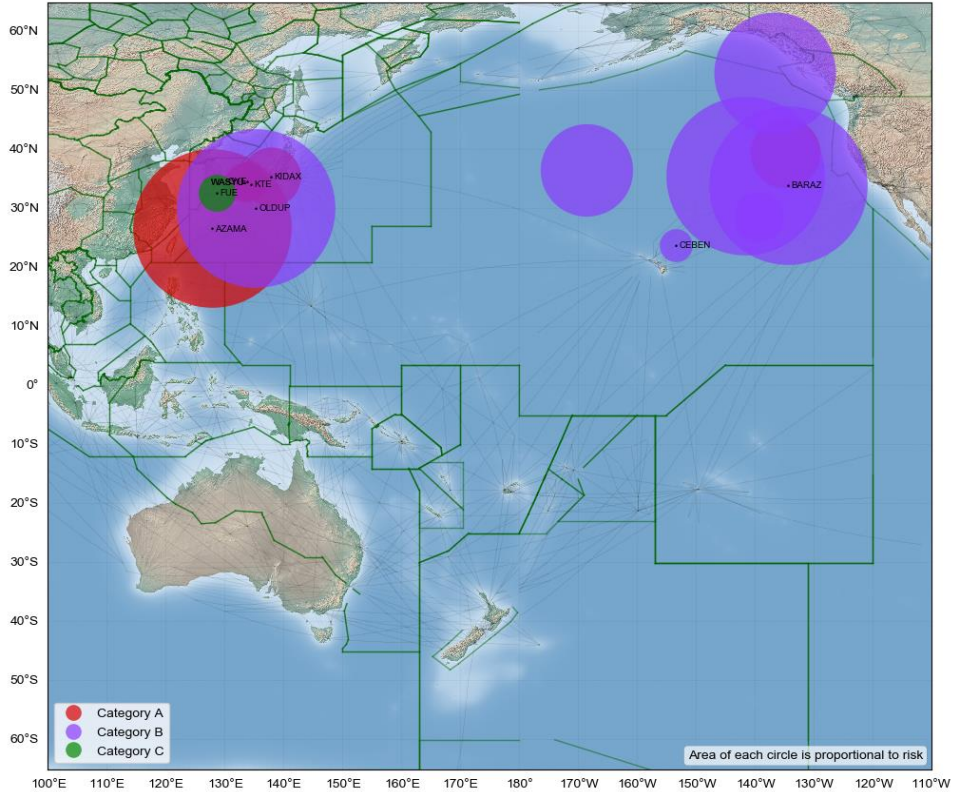 60°N
50°N
40°N
30°N
20°N
10°N
0°
10°S
20°S
30°S
40°S
50°S
60°S
KIDAX
KTE
FUE
OLDUP
AZAMA
BARAZ
CEBEN
Category A
Category B
Category C
Area of each circle is proportional to risk
100°E 110°E 120°E 130°E 140°E 150°E 160°E 170°E 180° 170°W 160°W 150°W 140°W 130°W 120°W 110°W